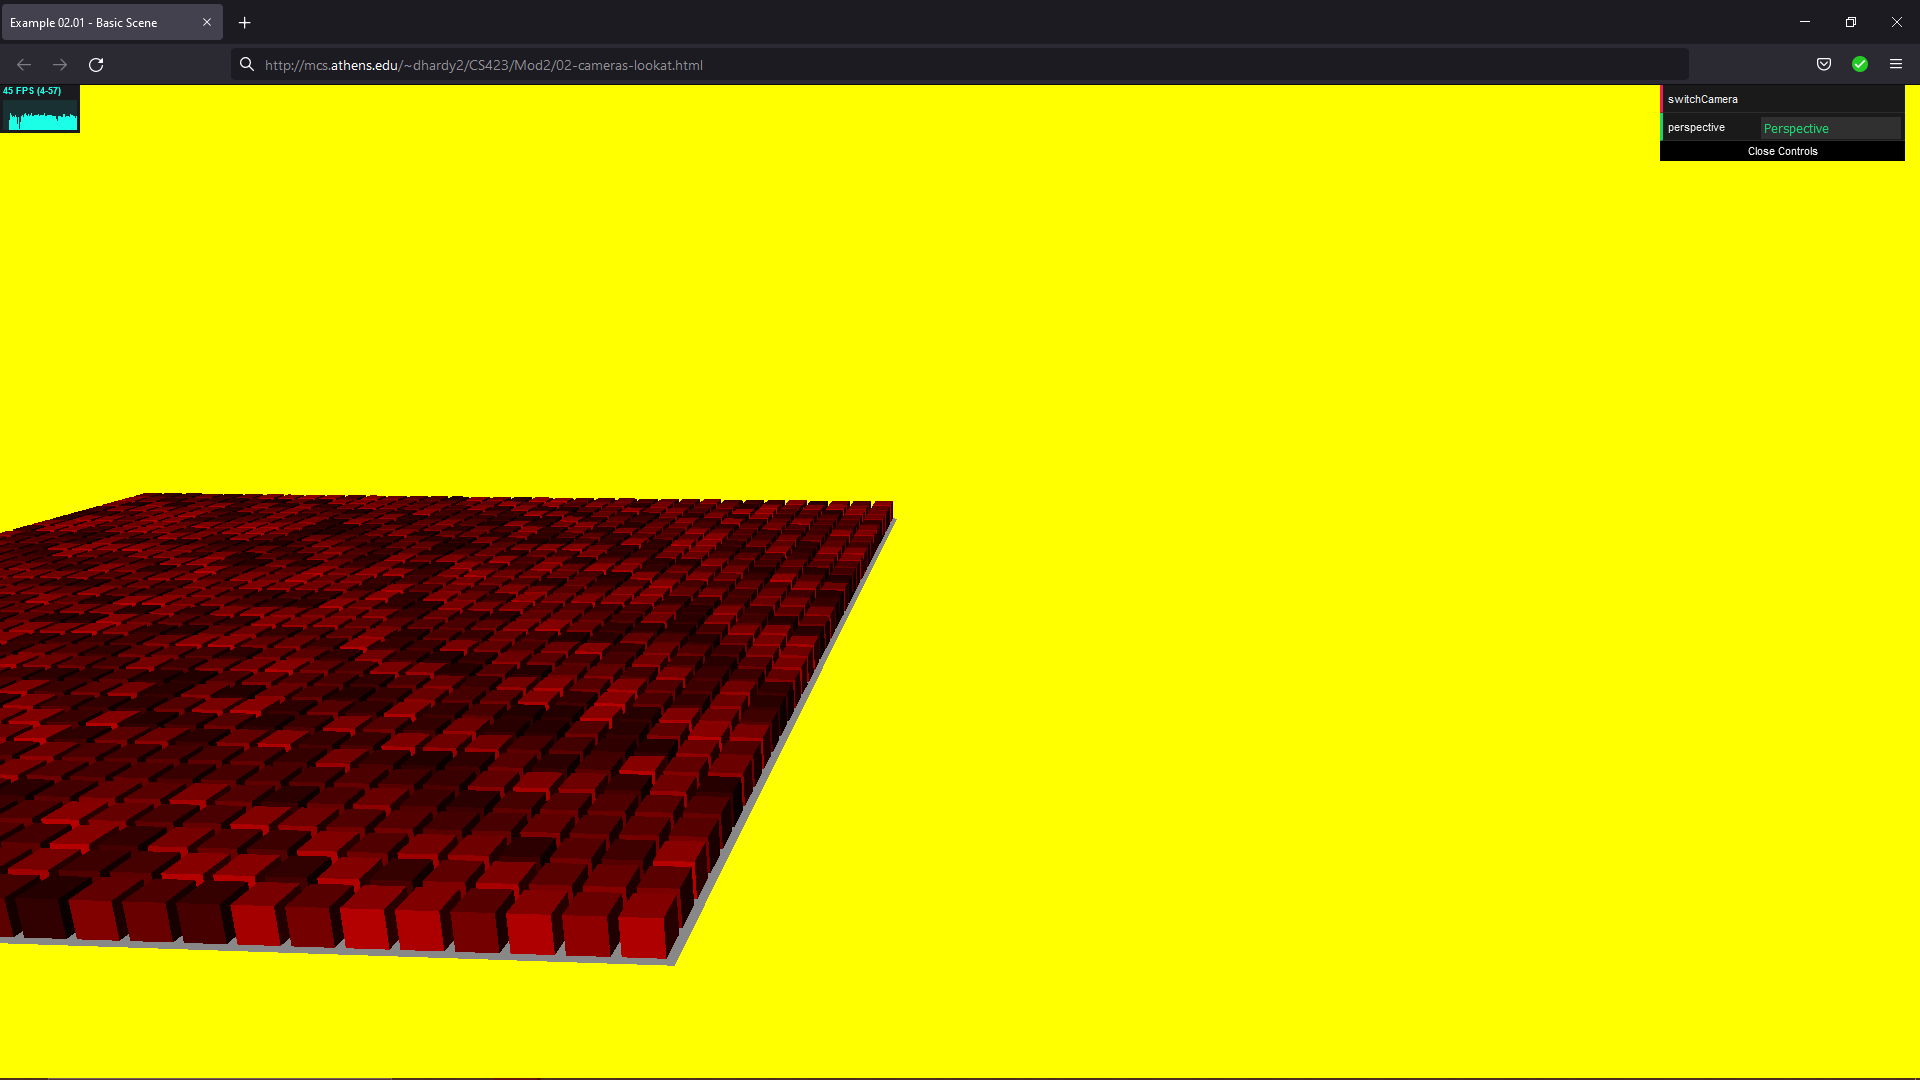 Example 02.01 - Basic Scene
http://mcs.athens.edu/~dhardy2/CS423/Mod2/02-cameras-lookat.html
45 FPS (4-57)
switchCamera
perspective Perspective
Close Controls